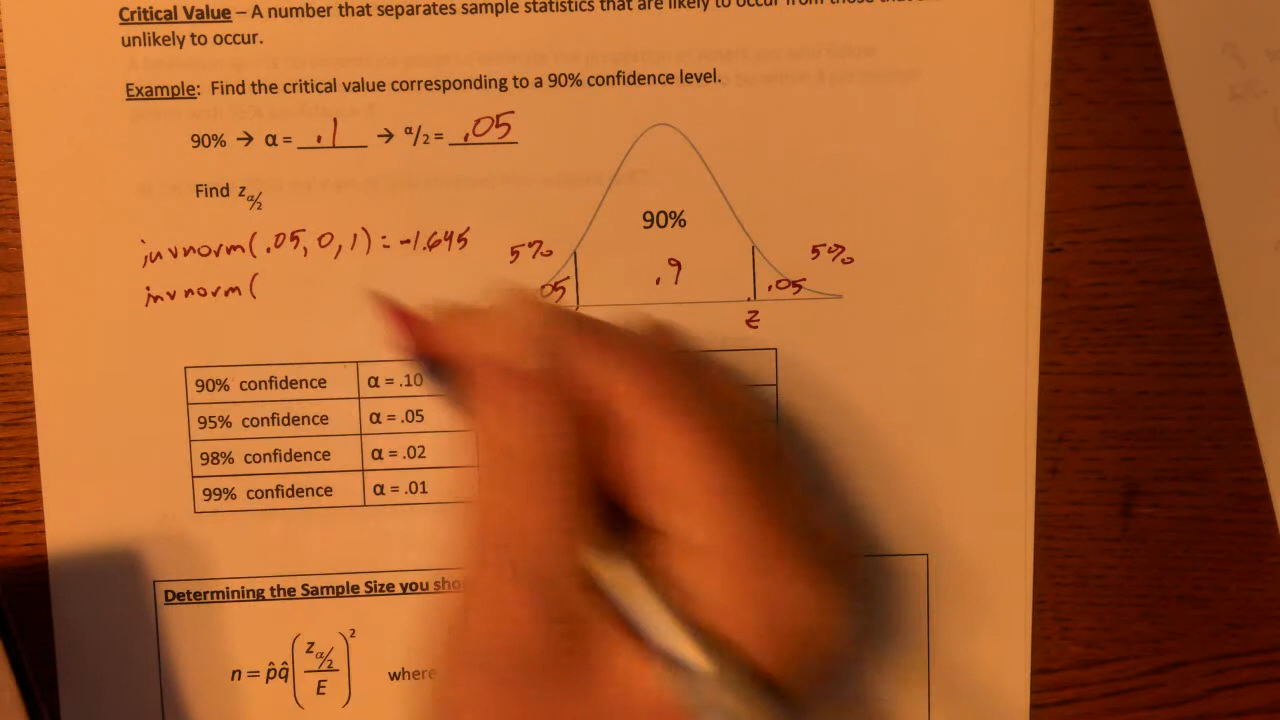 Critical Value – A number that separates sample statistics that are likely to occur from those that
unlikely to occur.
Example: Find the critical value corresponding to a 90% confidence level.
90% → α = .1 → α/2 = .05
Find zα/2
invnorm(.05, 0, 1) = -1.645
invnorm(
5% 90% 5%
05 .9 .05
z
90% confidence α = .10
95% confidence α = .05
98% confidence α = .02
99% confidence α = .01
Determining the Sample Size you sho
n = p̂q̂(zα/2 / E)² where